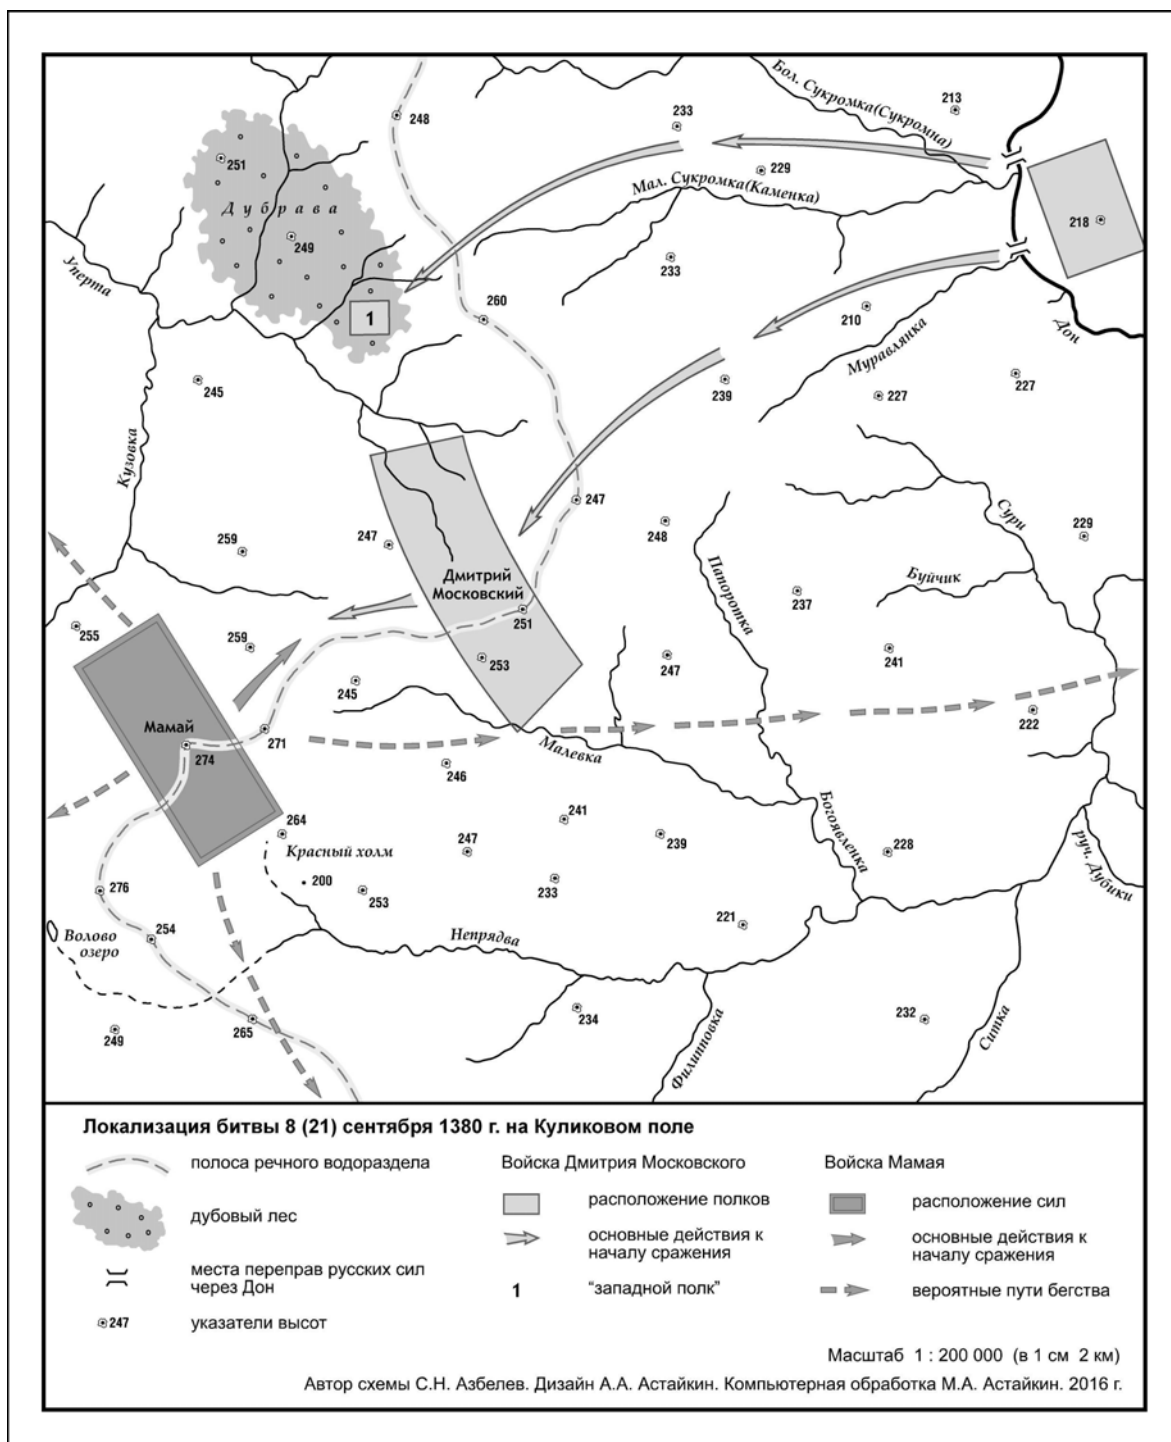 Бол. Сукромка(Сукромна)
213
248
233
251
229
Мал. Сукромка(Каменка)
Дубрава
218
249
233
Уперта
260
210
1
Дон
Муравлянка
245
239
227
227
Кузовка
247
Сури
259
247
248
229
Папоротка
Буйчик
Дмитрий
Московский
237
251
255
259
253
247
241
245
222
Мамай
271
274
Малевка
246
264
241
Богоявленка
Красный холм
247
239
228
руч. Дубики
200
276
253
233
221
Волово
озеро
254
Непрядва
265
249
234
232
Филипповка
Ситка
Локализация битвы 8 (21) сентября 1380 г. на Куликовом поле
полоса речного водораздела
дубовый лес
места переправ русских сил
через Дон
247
указатели высот
Войска Дмитрия Московского
расположение полков
основные действия к
началу сражения
1
"западной полк"
Войска Мамая
расположение сил
основные действия к
началу сражения
вероятные пути бегства
Масштаб 1 : 200 000 (в 1 см 2 км)
Автор схемы С.Н. Азбелев. Дизайн А.А. Астайкин. Компьютерная обработка М.А. Астайкин. 2016 г.